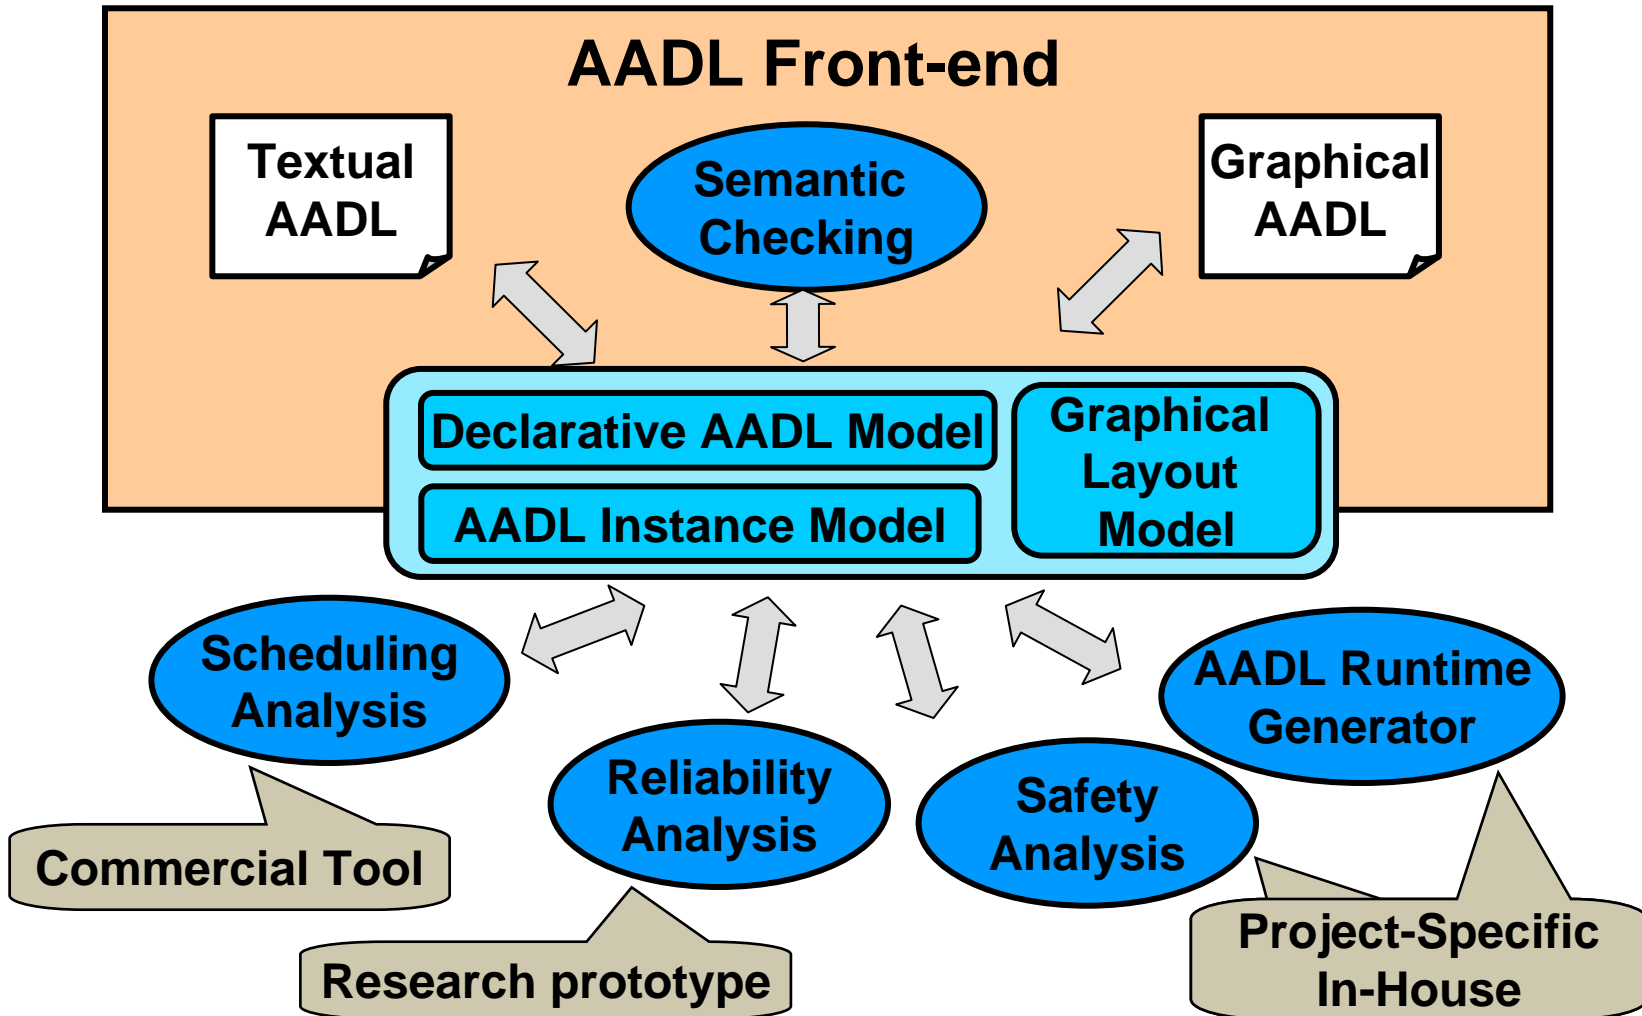 AADL Front-end
Textual
AADL
Semantic
Checking
Graphical
AADL
Declarative AADL Model
AADL Instance Model
Graphical
Layout
Model
Scheduling
Analysis
Reliability
Analysis
Safety
Analysis
AADL Runtime
Generator
Commercial Tool
Research prototype
Project-Specific
In-House